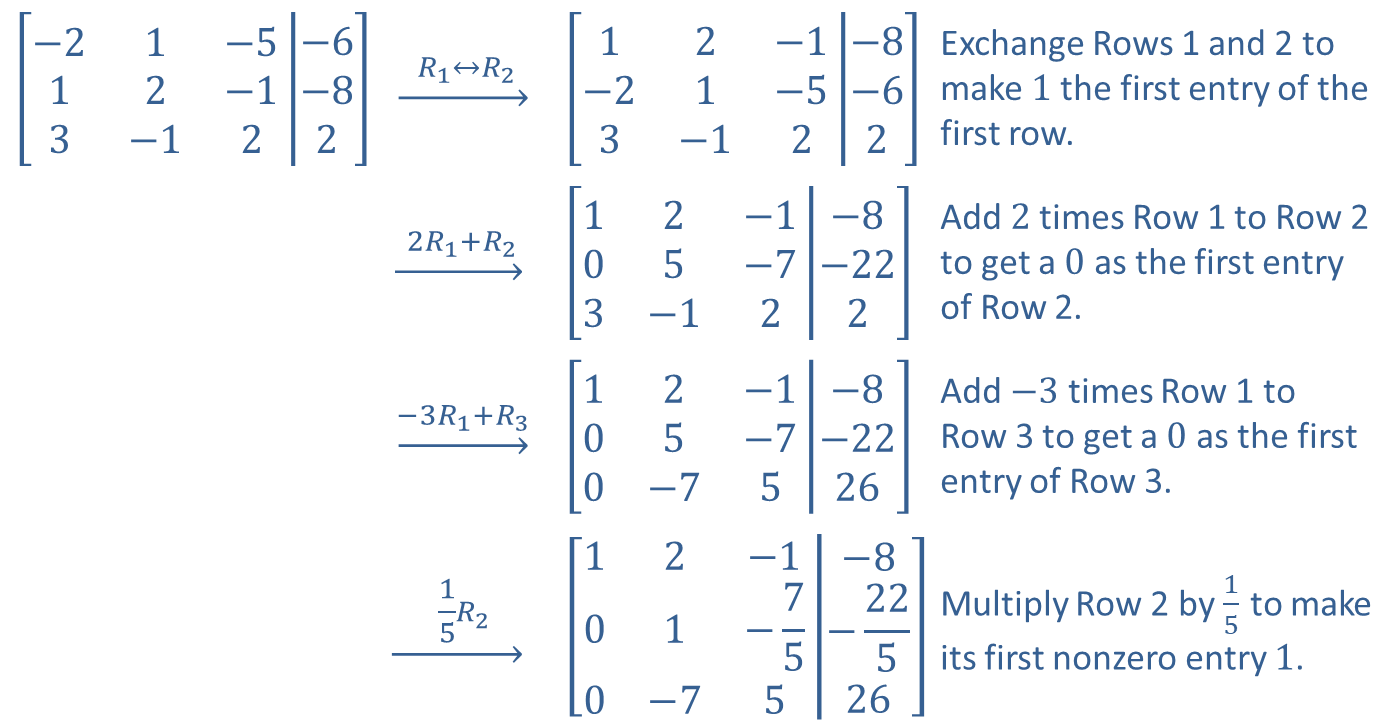 [−2 1 −5 | −6] [1 2 −1 | −8] Exchange Rows 1 and 2 to
[1 2 −1 | −8] R₁↔R₂ [−2 1 −5 | −6] make 1 the first entry of the
[3 −1 2 | 2] [3 −1 2 | 2] first row.
[1 2 −1 | −8] Add 2 times Row 1 to Row 2
2R₁+R₂ [0 5 −7 | −22] to get a 0 as the first entry
[3 −1 2 | 2] of Row 2.
[1 2 −1 | −8] Add −3 times Row 1 to
−3R₁+R₃ [0 5 −7 | −22] Row 3 to get a 0 as the first
[0 −7 5 | 26] entry of Row 3.
[1 2 −1 | −8]
1/5 R₂ [0 1 −7/5 | −22/5] Multiply Row 2 by 1/5 to make
[0 −7 5 | 26] its first nonzero entry 1.